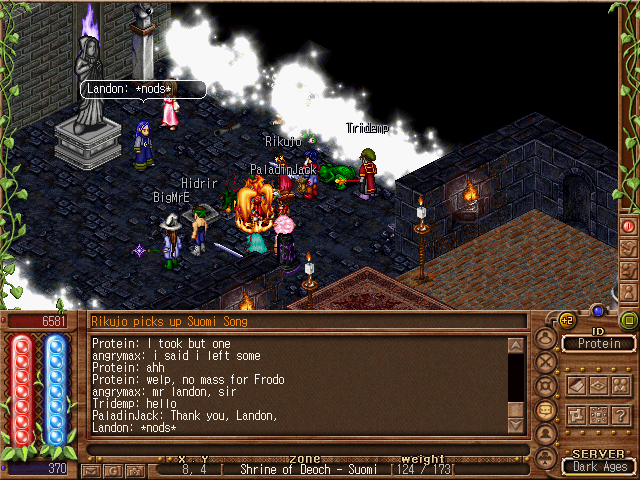 Landon: *nods*
Tridemp
Rikujo
PaladinJack
Hidrir
BigMrE
6581
Rikujo picks up Suomi Song
+2
ID
Protein
Protein: I took but one
angrymax: i said i left some
Protein: ahh
Protein: welp, no mass for Frodo
angrymax: mr landon, sir
Tridemp: hello
PaladinJack: Thank you, Landon,
Landon: *nods*
X Y zone weight
370
8, 4 [ Shrine of Deoch - Suomi [124 / 173[
SERVER
Dark Ages